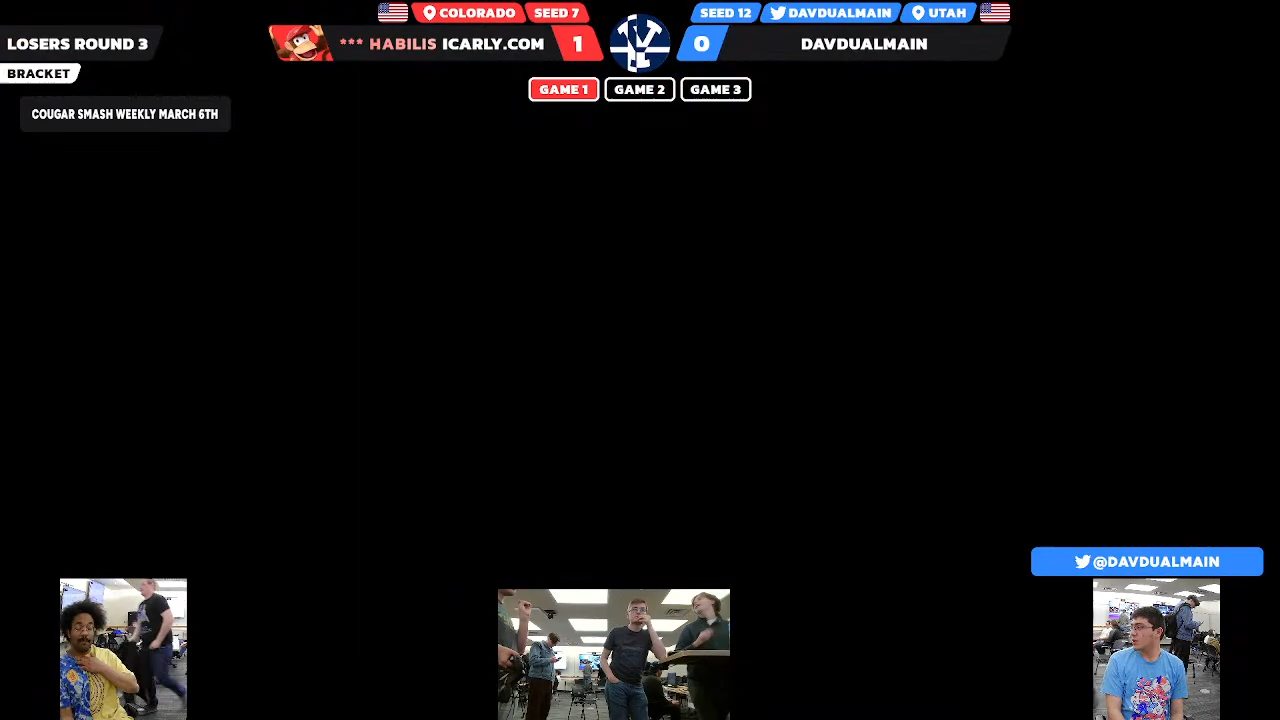 COLORADO
SEED 7
SEED 12
DAVDUALMAIN
UTAH
LOSERS ROUND 3
*** HABILIS ICARLY.COM
1
0
DAVDUALMAIN
BRACKET
GAME 1
GAME 2
GAME 3
COUGAR SMASH WEEKLY MARCH 6TH
@DAVDUALMAIN